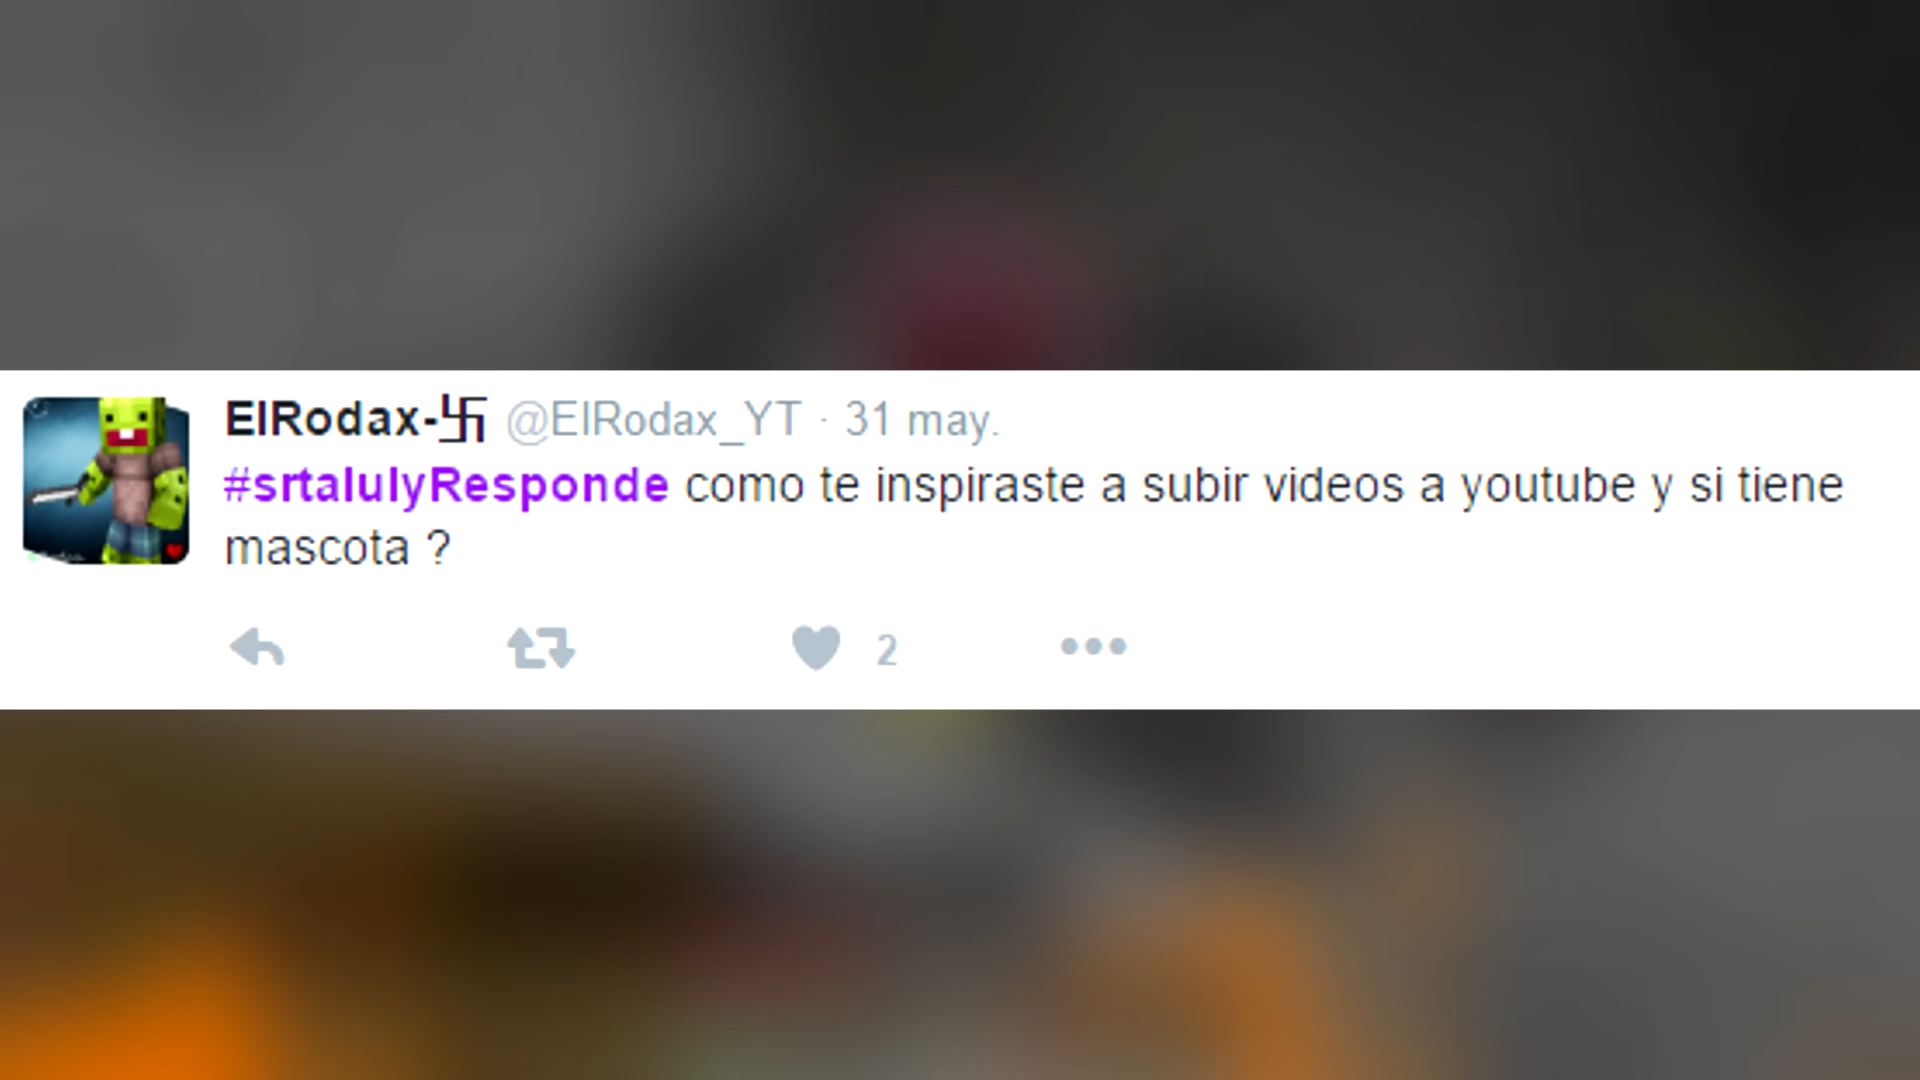 ElRodax-卐 @ElRodax_YT · 31 may.
#srtalulyResponde como te inspiraste a subir videos a youtube y si tiene
mascota ?
2